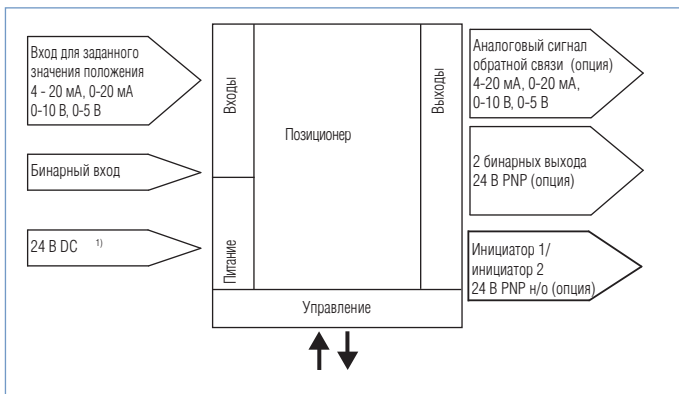 Вход для заданного
значения положения
4 - 20 мА, 0-20 мА
0-10 В, 0-5 В
Бинарный вход
24 В DC 1)
Входы
Питание
Позиционер
Выходы
Управление
Аналоговый сигнал
обратной связи (опция)
4-20 мА, 0-20 мА,
0-10 В, 0-5 В
2 бинарных выхода
24 В PNP (опция)
Инициатор 1/
инициатор 2
24 В PNP н/о (опция)